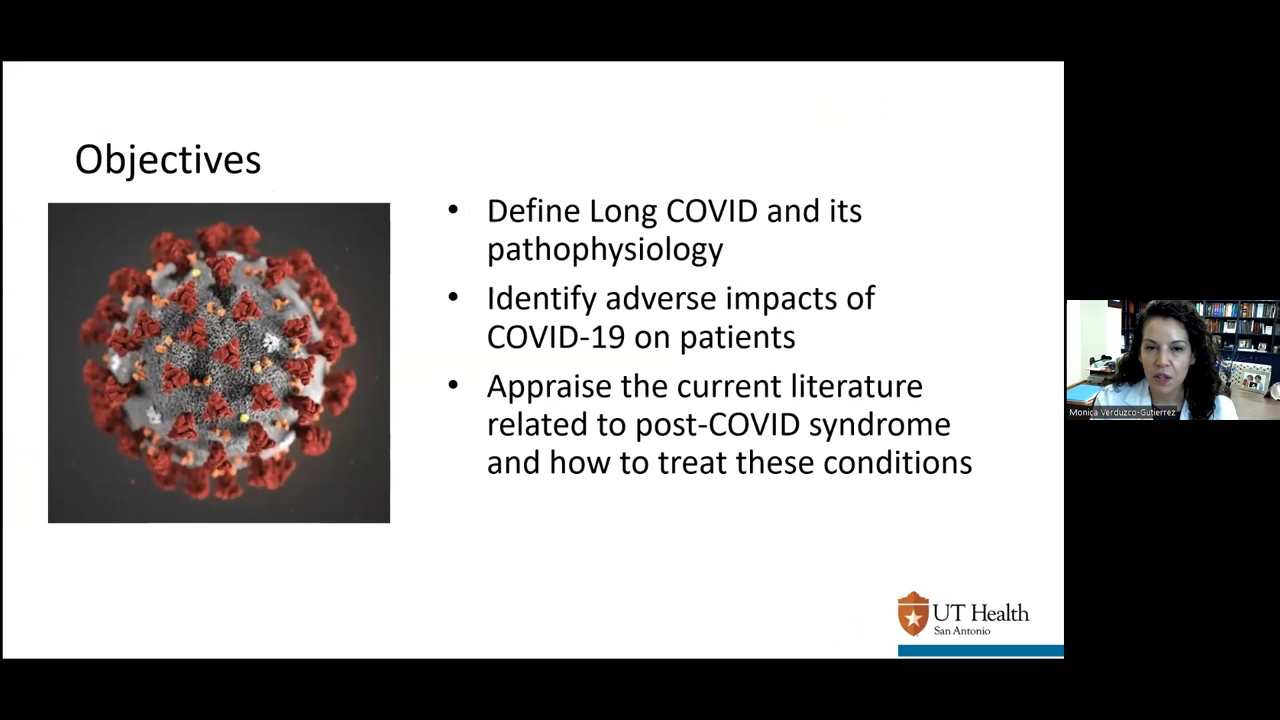 Objectives
• Define Long COVID and its
pathophysiology
• Identify adverse impacts of
COVID-19 on patients
• Appraise the current literature
related to post-COVID syndrome
and how to treat these conditions
Monica Verduzco-Gutierrez
UT Health
San Antonio